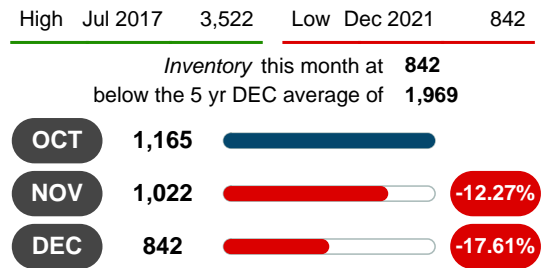 High Jul 2017 3,522 Low Dec 2021 842
Inventory this month at 842
below the 5 yr DEC average of 1,969
OCT 1,165
NOV 1,022 -12.27%
DEC 842 -17.61%